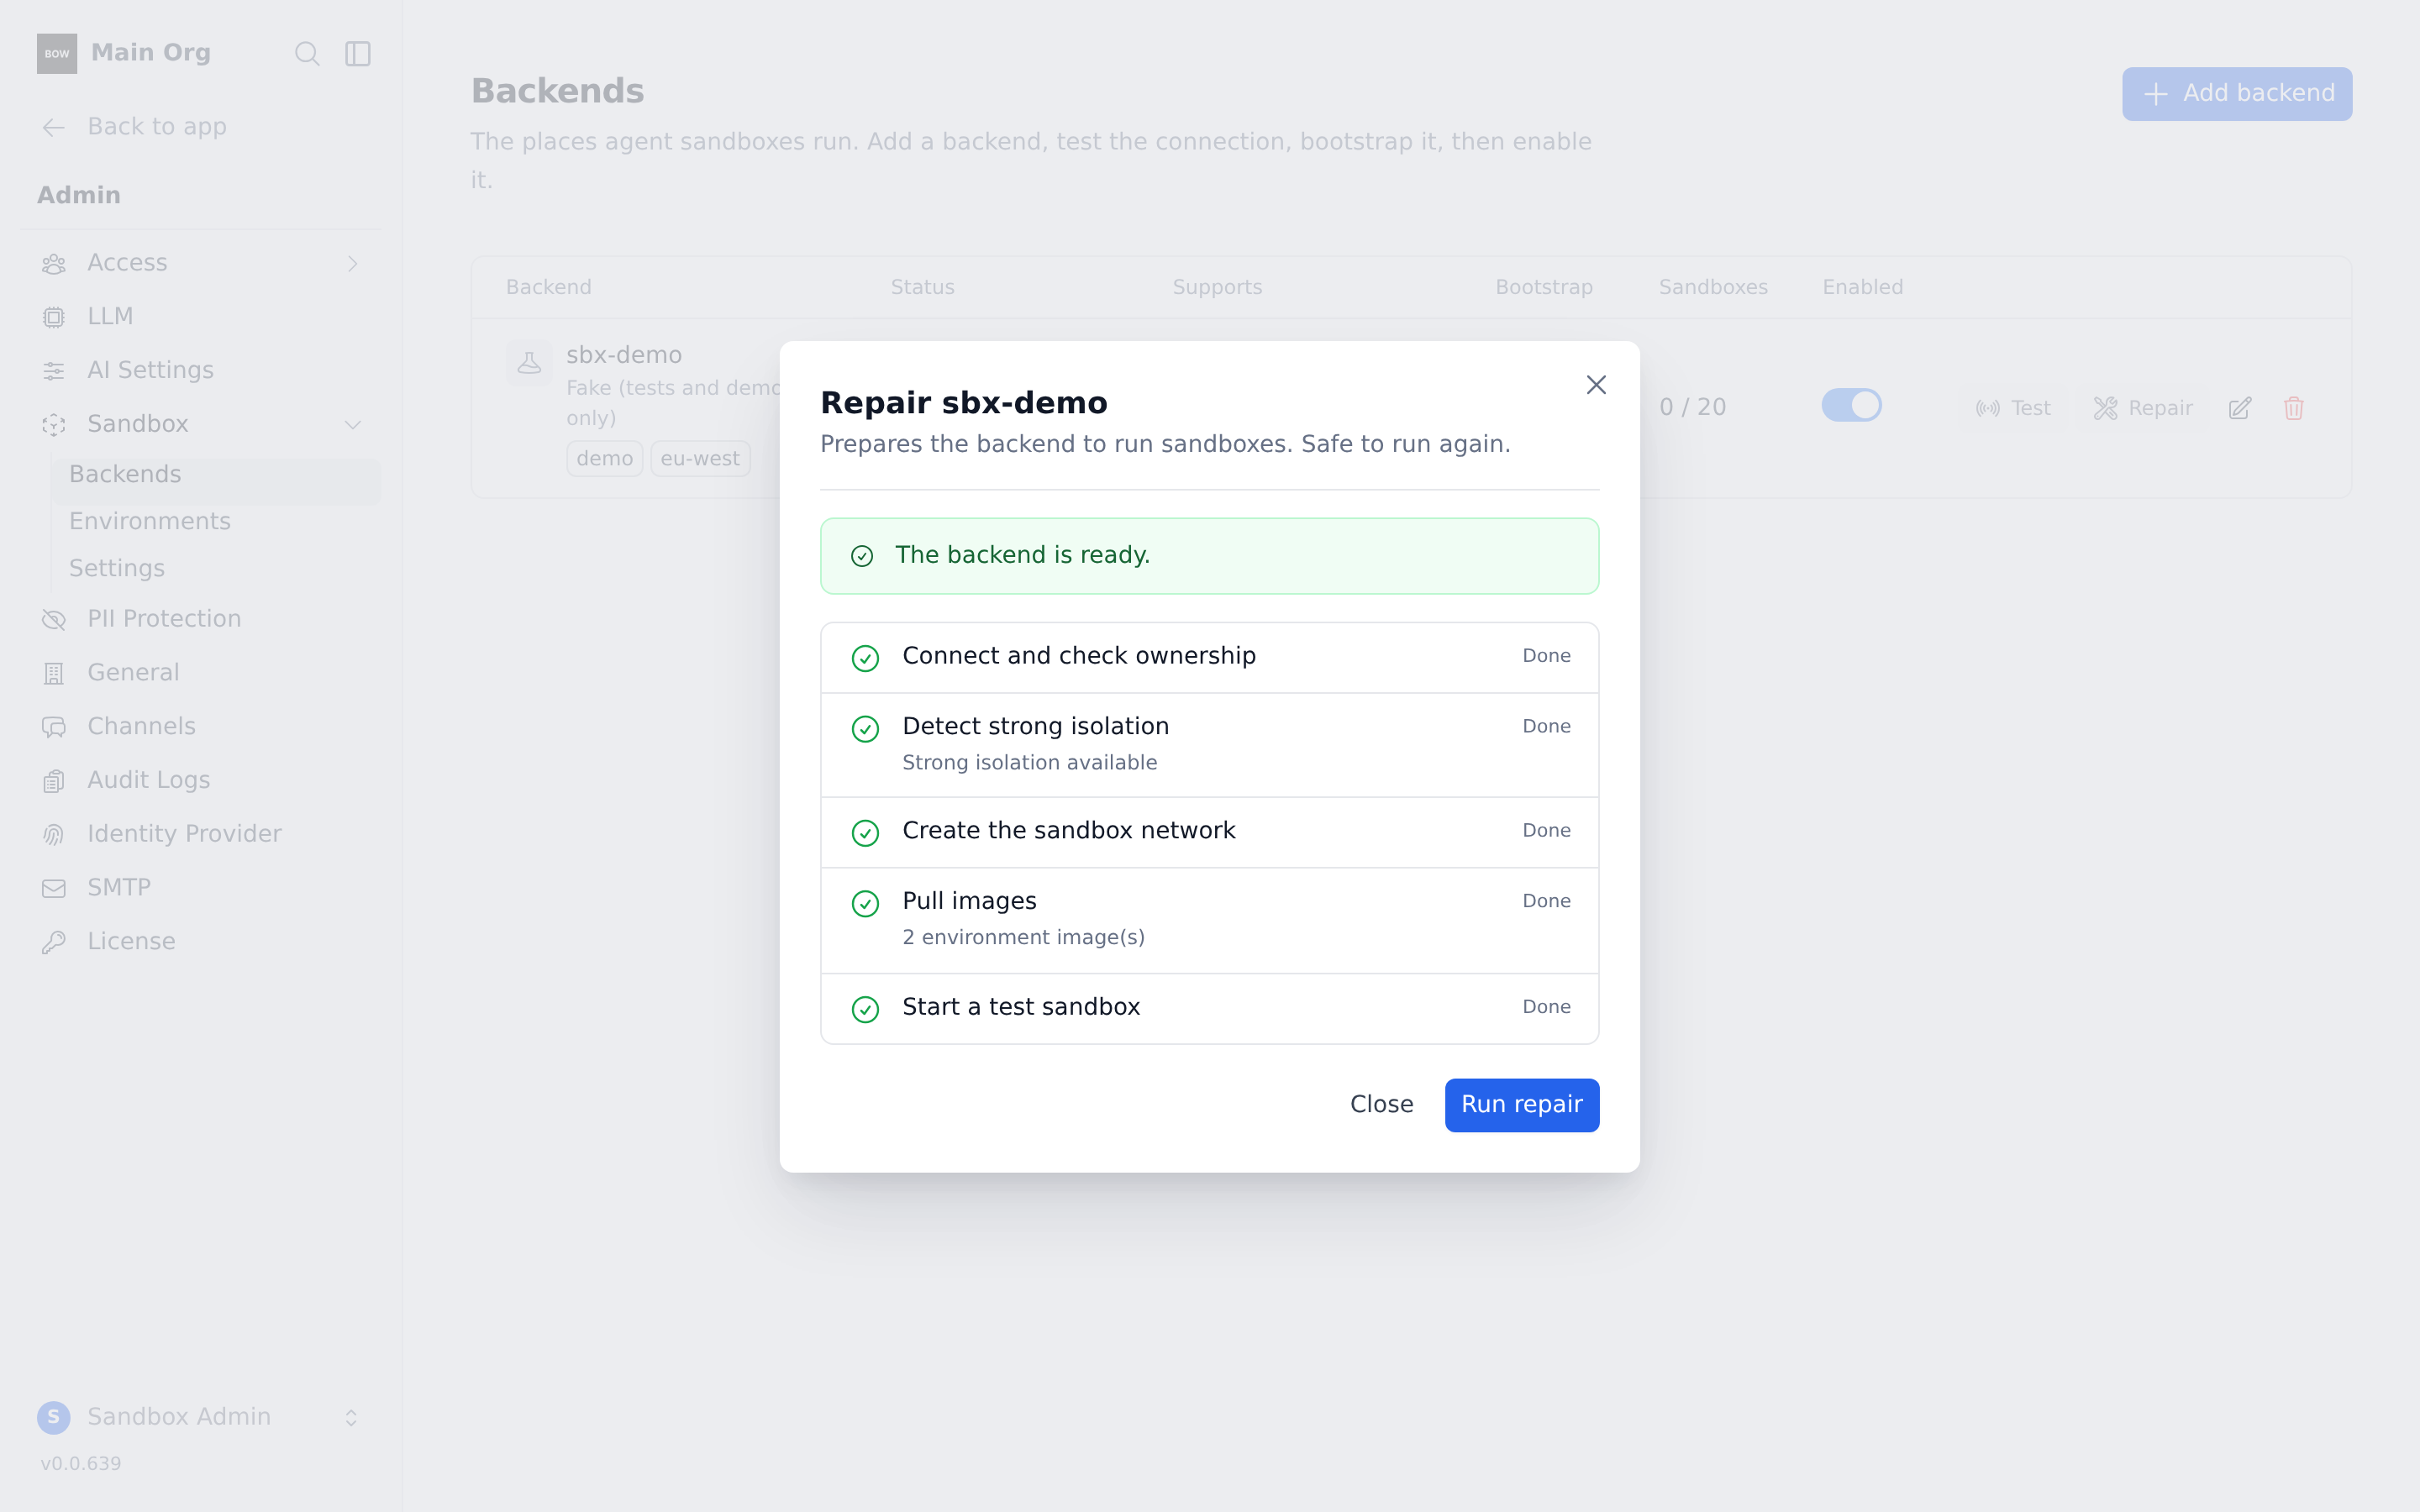 BOW
Main Org
Back to app
Admin
Access
LLM
AI Settings
Sandbox
Backends
Environments
Settings
PII Protection
General
Channels
Audit Logs
Identity Provider
SMTP
License
S
Sandbox Admin
v0.0.639
Backends
The places agent sandboxes run. Add a backend, test the connection, bootstrap it, then enable
it.
Add backend
Backend Status Supports Bootstrap Sandboxes Enabled
sbx-demo
Fake (tests and demo
only)
demo eu-west
0 / 20
Test
Repair
Repair sbx-demo
Prepares the backend to run sandboxes. Safe to run again.
The backend is ready.
Connect and check ownership Done
Detect strong isolation Done
Strong isolation available
Create the sandbox network Done
Pull images Done
2 environment image(s)
Start a test sandbox Done
Close
Run repair